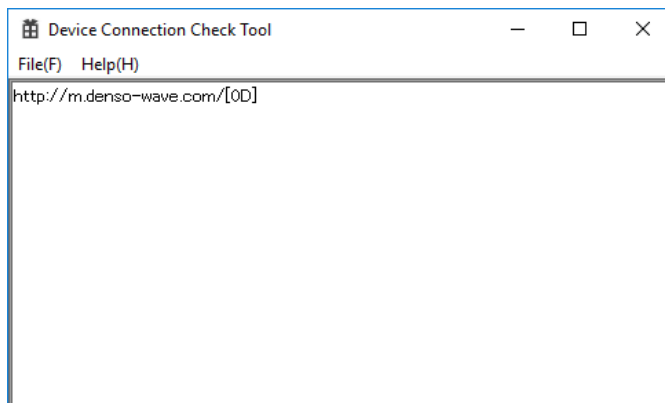 Device Connection Check Tool
File(F) Help(H)
http://m.denso-wave.com/[0D]